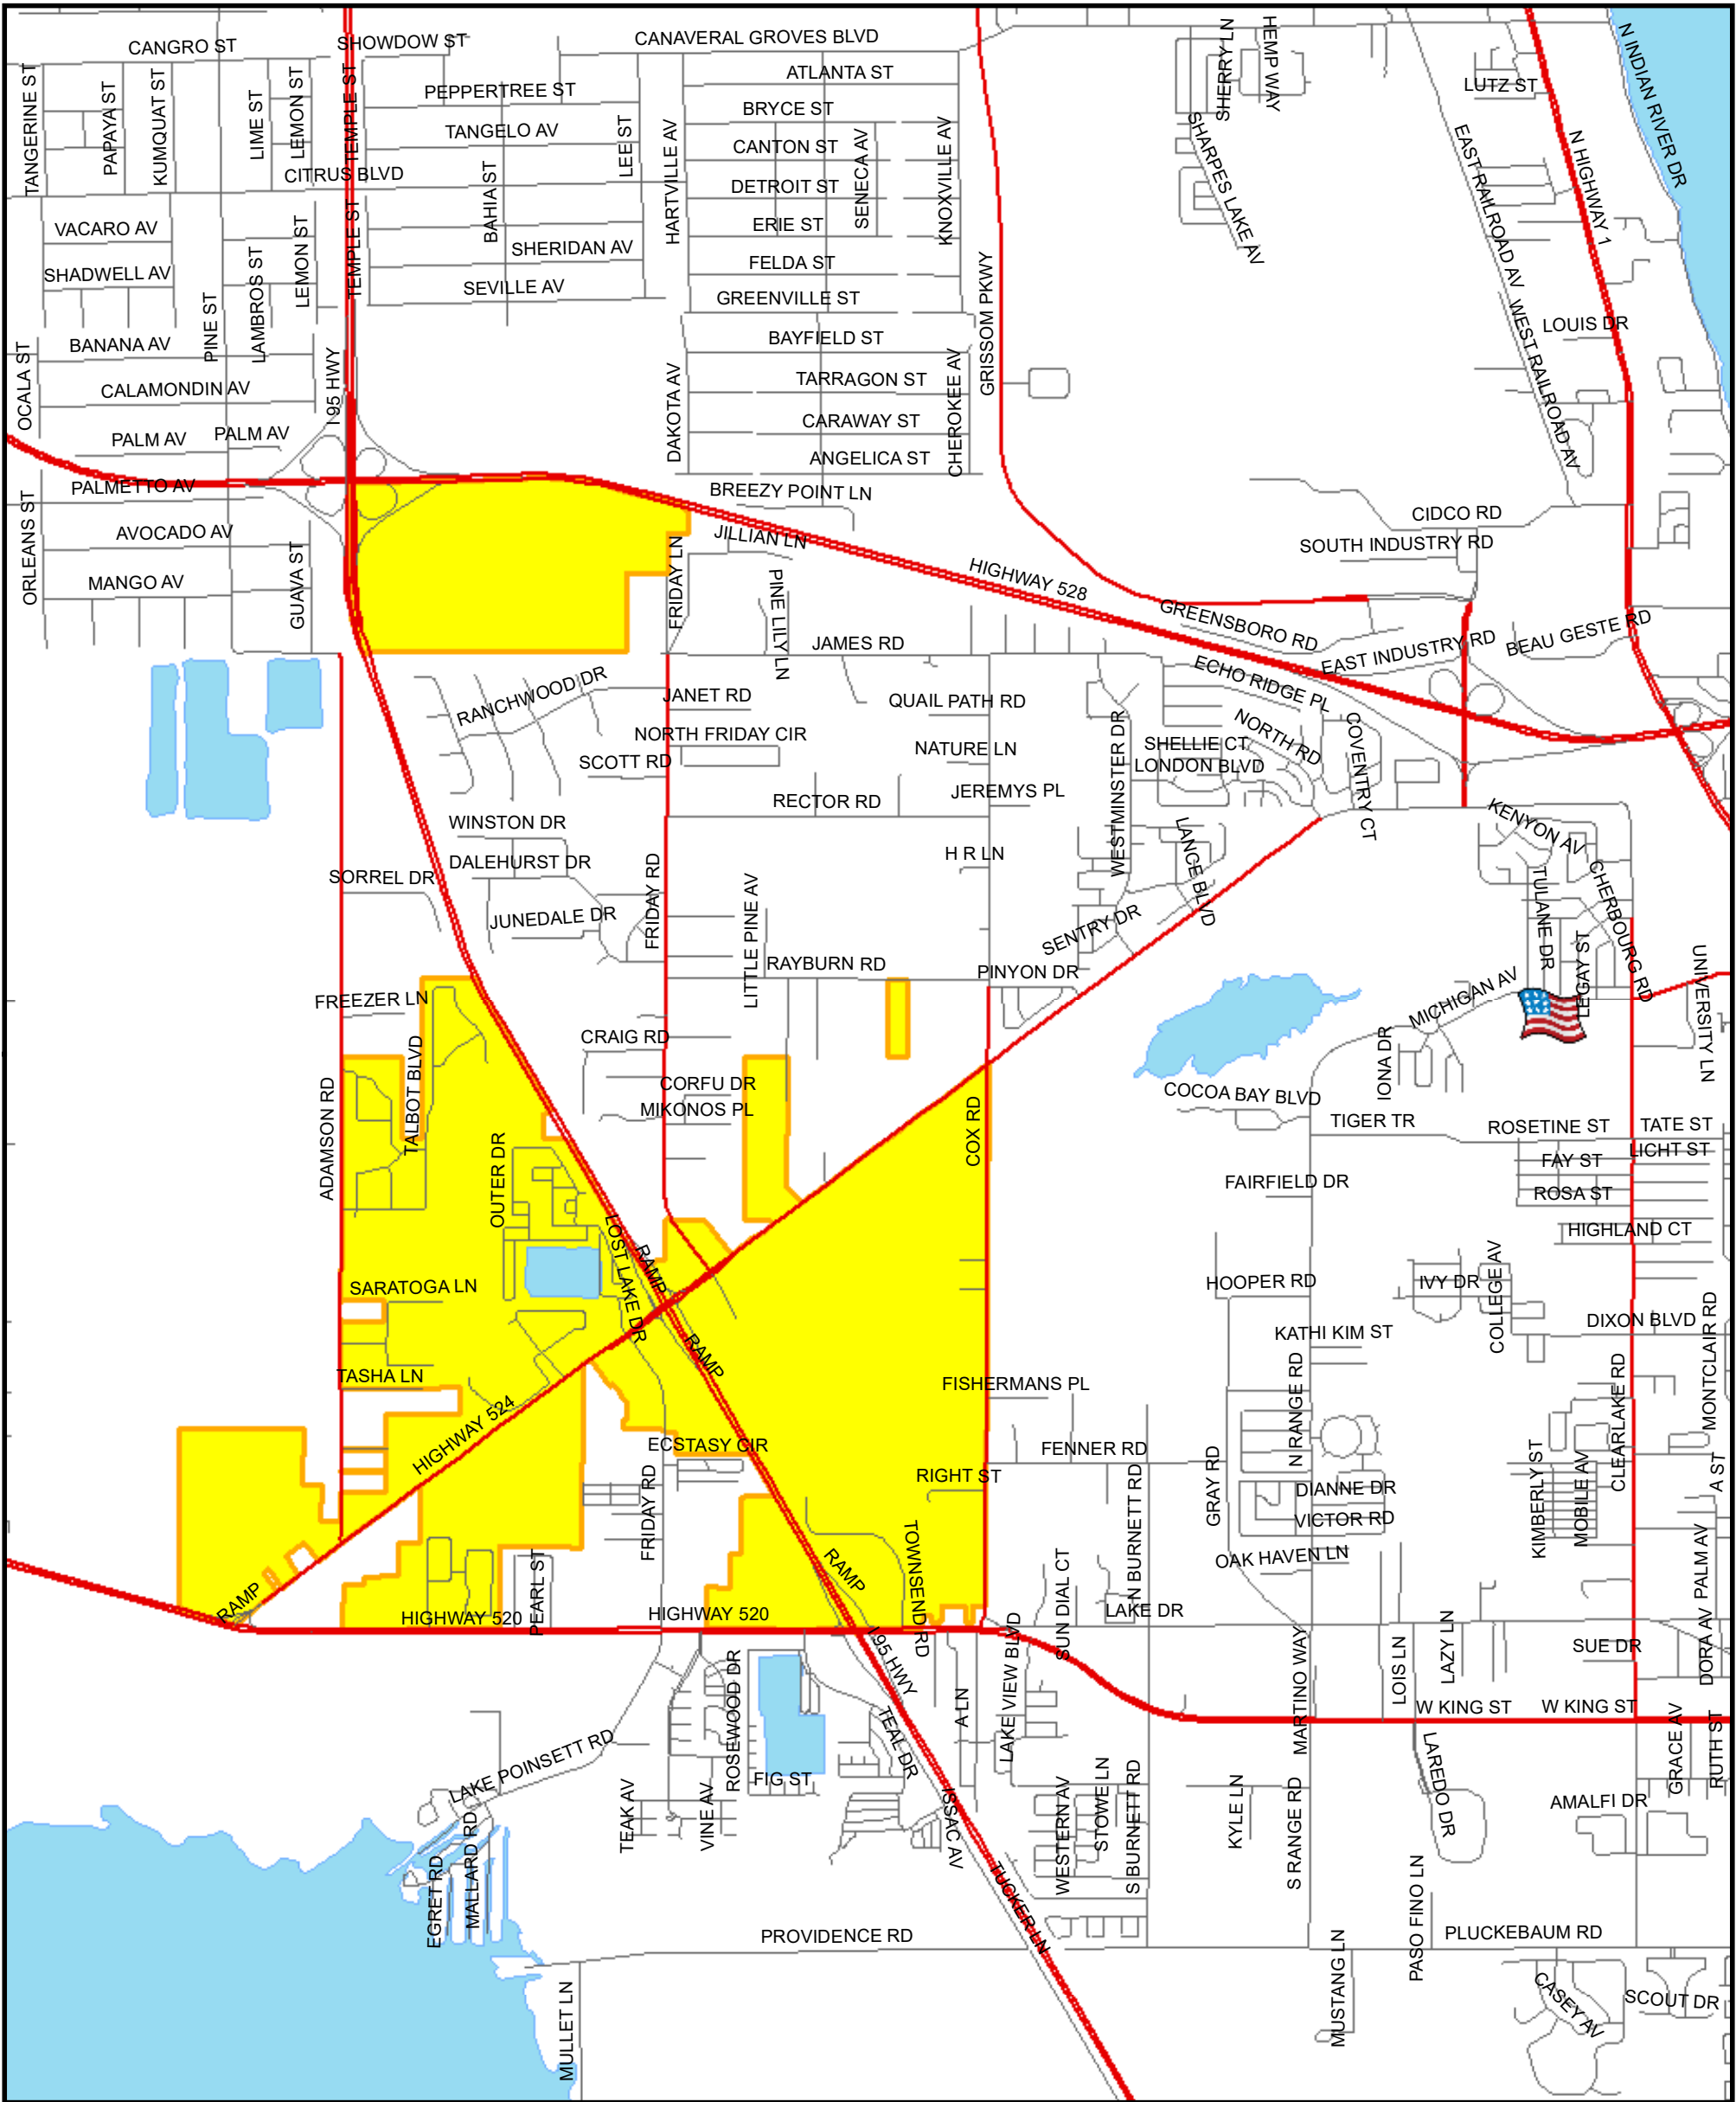 CANGRO ST
SHOWDOW ST
CANAVERAL GROVES BLVD
SHERRY LN
HEMP WAY
N INDIAN RIVER DR
TANGERINE ST
PAPAYA ST
KUMQUAT ST
LIME ST
LEMON ST
TEMPLE ST
PEPPERTREE ST
ATLANTA ST
LUTZ ST
BRYCE ST
TANGELO AV
LEE ST
HARTVILLE AV
CANTON ST
SENECA AV
KNOXVILLE AV
SHARPES LAKE AV
EAST RAILROAD AV
N HIGHWAY 1
CITRUS BLVD
DETROIT ST
BAHIA ST
VACARO AV
LEMON ST
TEMPLE ST
ERIE ST
SHERIDAN AV
SHADWELL AV
LAMBROS ST
FELDA ST
SEVILLE AV
GREENVILLE ST
GRISSOM PKWY
PINE ST
WEST RAILROAD AV
LOUIS DR
OCALA ST
BANANA AV
I 95 HWY
BAYFIELD ST
CALAMONDIN AV
DAKOTA AV
TARRAGON ST
CHEROKEE AV
CARAWAY ST
PALM AV
PALM AV
ANGELICA ST
PALMETTO AV
BREEZY POINT LN
ORLEANS ST
AVOCADO AV
CIDCO RD
JILLIAN LN
SOUTH INDUSTRY RD
MANGO AV
GUAVA ST
FRIDAY LN
PINE LILY LN
HIGHWAY 528
GREENSBORO RD
JAMES RD
EAST INDUSTRY RD
BEAU GESTE RD
ECHO RIDGE PL
RANCHWOOD DR
JANET RD
QUAIL PATH RD
NORTH RD
COVENTRY CT
NORTH FRIDAY CIR
NATURE LN
WESTMINSTER DR
SHELLIE CT
SCOTT RD
LONDON BLVD
RECTOR RD
JEREMYS PL
KENYON AV
WINSTON DR
LANCE BLVD
DALEHURST DR
H R LN
SORREL DR
FRIDAY RD
LITTLE PINE AV
TULANE DR
CHERBOURG RD
JUNEDALE DR
SENTRY DR
LEGAY ST
UNIVERSITY LN
RAYBURN RD
PINYON DR
FREEZER LN
MICHIGAN AV
CRAIG RD
IONA DR
TALBOT BLVD
CORFU DR
COCOA BAY BLVD
ADAMSON RD
MIKONOS PL
COX RD
TIGER TR
ROSETINE ST
TATE ST
OUTER DR
LICHT ST
FAY ST
FAIRFIELD DR
ROSA ST
LOST LAKE DR
RAMP
HIGHLAND CT
SARATOGA LN
HOOPER RD
IVY DR
COLLEGE AV
DIXON BLVD
MONTCLAIR RD
RAMP
KATHI KIM ST
TASHA LN
FISHERMANS PL
N RANGE RD
CLEARLAKE RD
HIGHWAY 524
ECSTASY CIR
FENNER RD
GRAY RD
KIMBERLY ST
MOBILE AV
A ST
RIGHT ST
FRIDAY RD
N BURNETT RD
DIANNE DR
VICTOR RD
TOWNSEND RD
SUN DIAL CT
OAK HAVEN LN
PALM AV
RAMP
RAMP
PEARL ST
HIGHWAY 520
HIGHWAY 520
LAKE DR
I 95 HWY
LAKE VIEW BLVD
MARTINO WAY
LOIS LN
LAZY LN
SUE DR
DORA AV
ROSEWOOD DR
A LN
W KING ST
W KING ST
TEAL DR
GRACE AV
RUTH ST
LAKE POINSETT RD
LAREDO DR
FIG ST
TEAK AV
VINE AV
ISSAC AV
WESTERN AV
STOWE LN
S BURNETT RD
KYLE LN
S RANGE RD
AMALFI DR
EGRET RD
MALLARD RD
TUCKER LN
PASO FINO LN
PROVIDENCE RD
PLUCKEBAUM RD
MULLET LN
MUSTANG LN
CASEY AV
SCOUT DR
TEMPLE ST